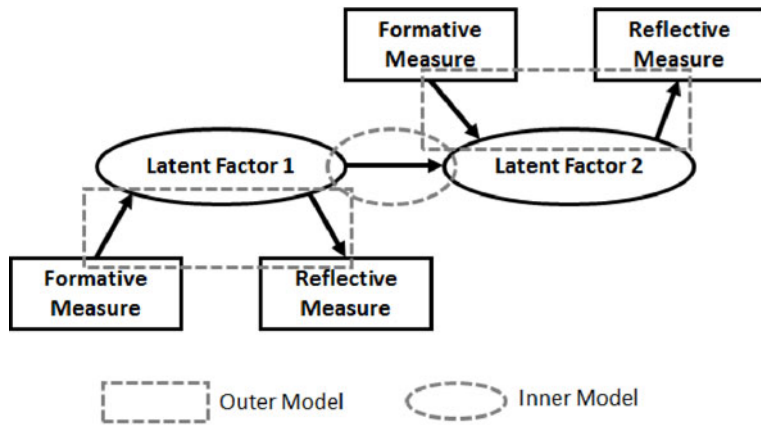 Formative
Measure
Reflective
Measure
Latent Factor 1
Latent Factor 2
Formative
Measure
Reflective
Measure
Outer Model
Inner Model